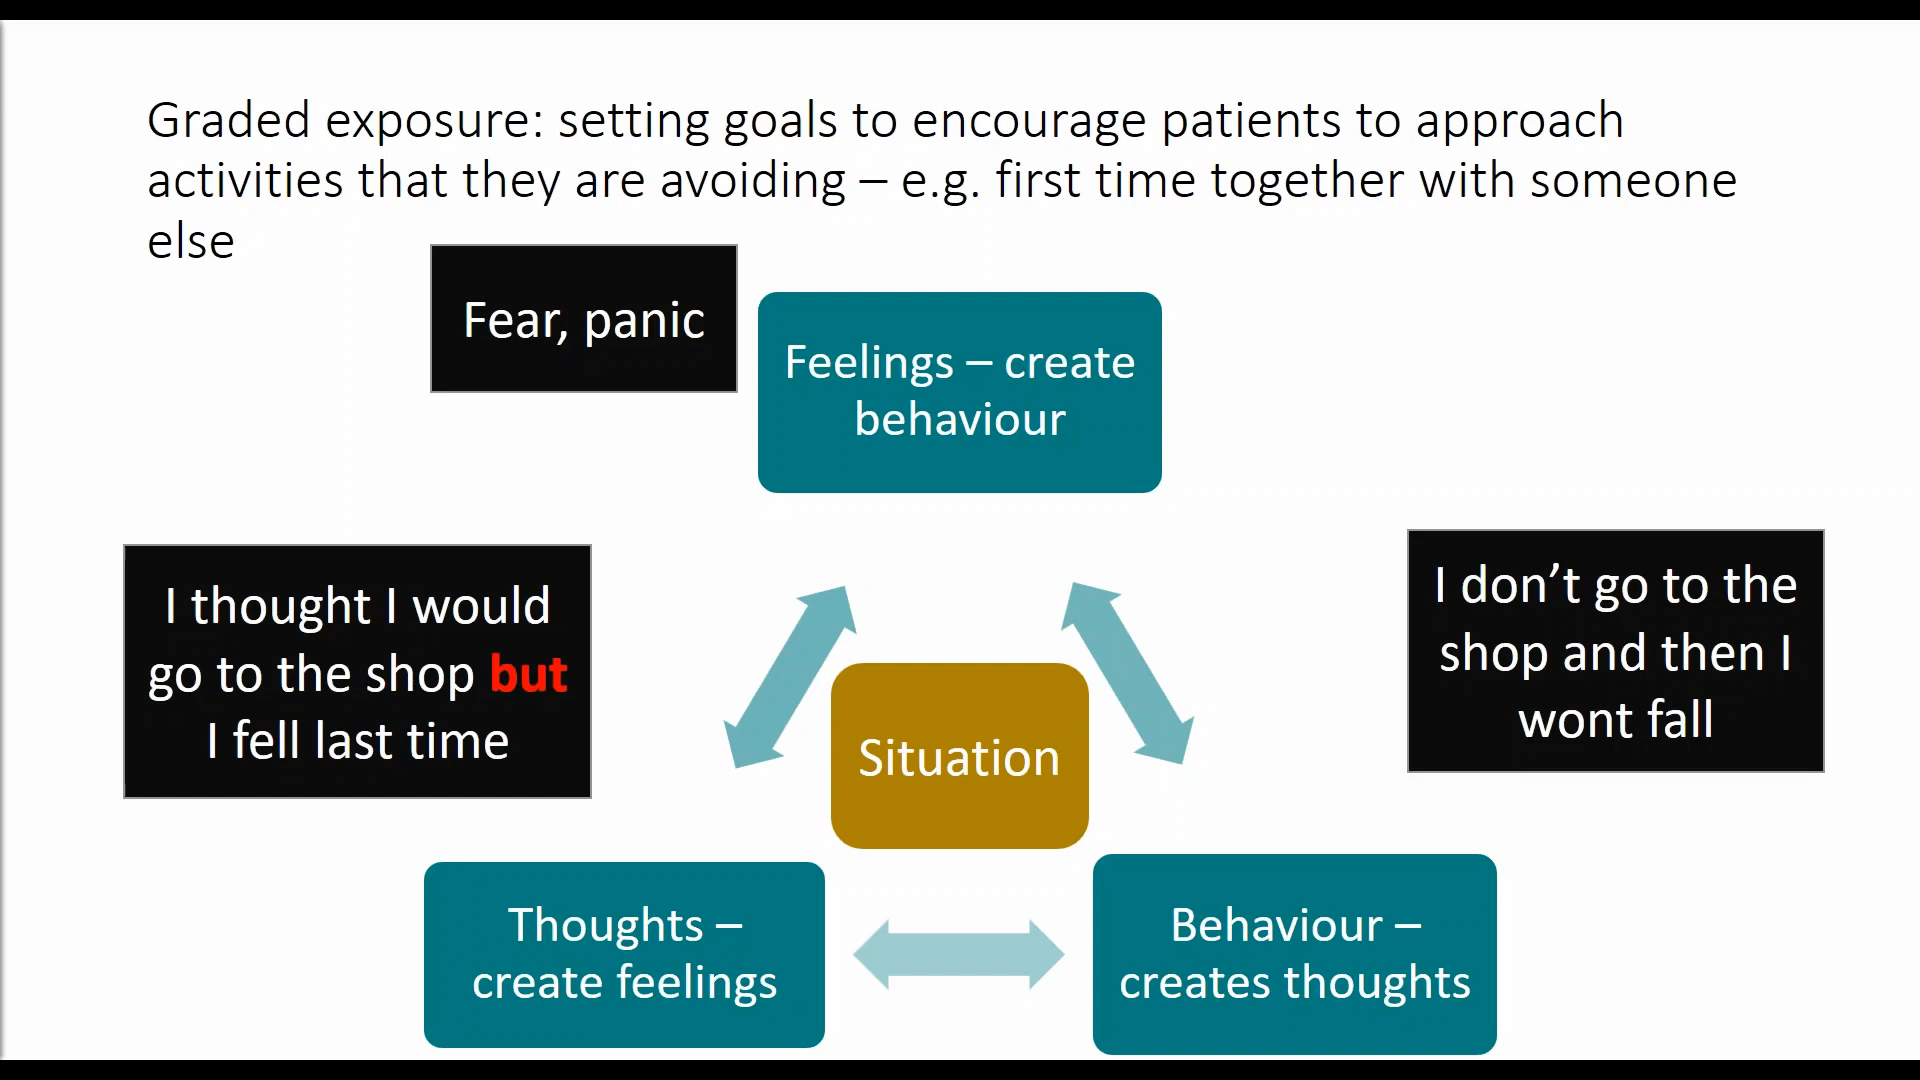 Graded exposure: setting goals to encourage patients to approach
activities that they are avoiding – e.g. first time together with someone
else
Fear, panic
Feelings – create
behaviour
I thought I would
go to the shop but
I fell last time
I don’t go to the
shop and then I
wont fall
Situation
Thoughts –
create feelings
Behaviour –
creates thoughts